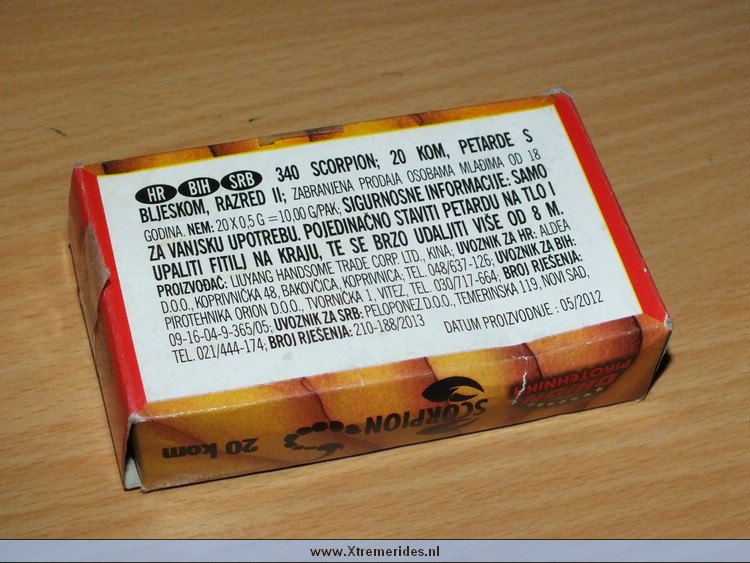 HR BIH SRB 340 SCORPION; 20 KOM, PETARDE S
BLJESKOM, RAZRED II; ZABRANJENA PRODAJA OSOBAMA MLAĐIMA OD 18
GODINA. NEM: 20 X 0,5 G = 10,00 G/PAK; SIGURNOSNE INFORMACIJE: SAMO
ZA VANJSKU UPOTREBU. POJEDINAČNO STAVITI PETARDU NA TLO I
UPALITI FITILJ NA KRAJU, TE SE BRZO UDALJITI VIŠE OD 8 M.
PROIZVOĐAČ: LIUYANG HANDSOME TRADE CORP. LTD., KINA; UVOZNIK ZA HR: ALDEA
D.O.O., KOPRIVNIČKA 48, BAKOVČICA, KOPRIVNICA; TEL. 048/637-126; UVOZNIK ZA BIH:
PIROTEHNIKA ORION D.O.O., TVORNIČKA 1, VITEZ, TEL. 030/717-664; BROJ RJEŠENJA:
09-16-04-9-365/05; UVOZNIK ZA SRB: PELOPONEZ D.O.O., TEMERINSKA 119, NOVI SAD,
TEL. 021/444-174; BROJ RJEŠENJA: 210-188/2013
DATUM PROIZVODNJE: 05/2012
ORION
PIROTEHNIKA
SCORPION
20 kom
www.Xtremerides.nl